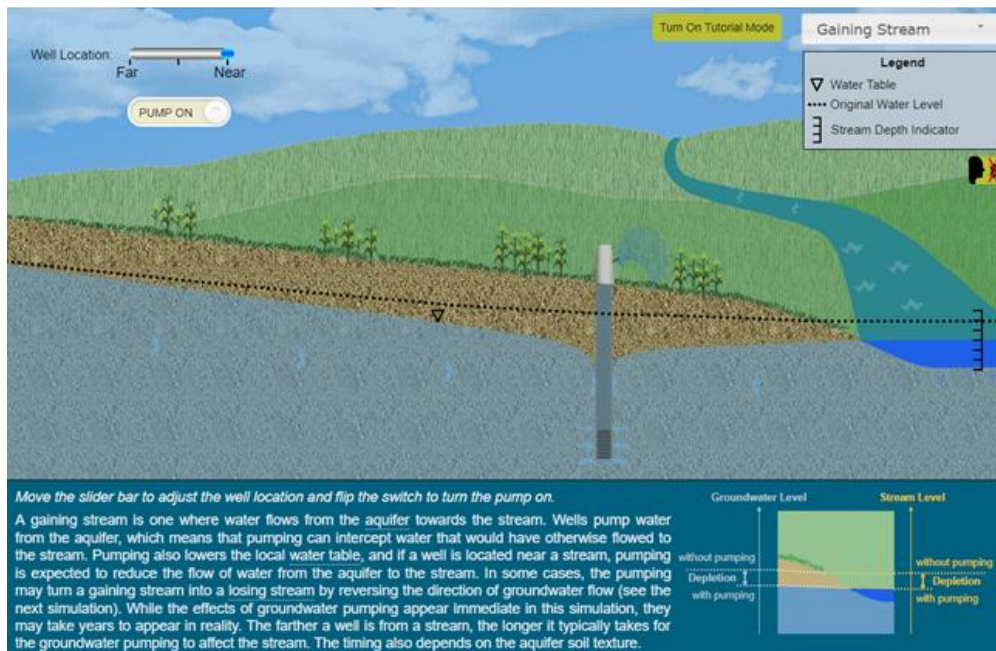 Turn On Tutorial Mode
Gaining Stream
Well Location:
Far
Near
PUMP ON
Legend
Water Table
Original Water Level
Stream Depth Indicator
Move the slider bar to adjust the well location and flip the switch to turn the pump on.
A gaining stream is one where water flows from the aquifer towards the stream. Wells pump water
from the aquifer, which means that pumping can intercept water that would have otherwise flowed to
the stream. Pumping also lowers the local water table, and if a well is located near a stream, pumping
is expected to reduce the flow of water from the aquifer to the stream. In some cases, the pumping
may turn a gaining stream into a losing stream by reversing the direction of groundwater flow (see the
next simulation). While the effects of groundwater pumping appear immediate in this simulation, they
may take years to appear in reality. The farther a well is from a stream, the longer it typically takes for
the groundwater pumping to affect the stream. The timing also depends on the aquifer soil texture.
Groundwater Level
Stream Level
without pumping
without pumping
Depletion
Depletion
with pumping
with pumping